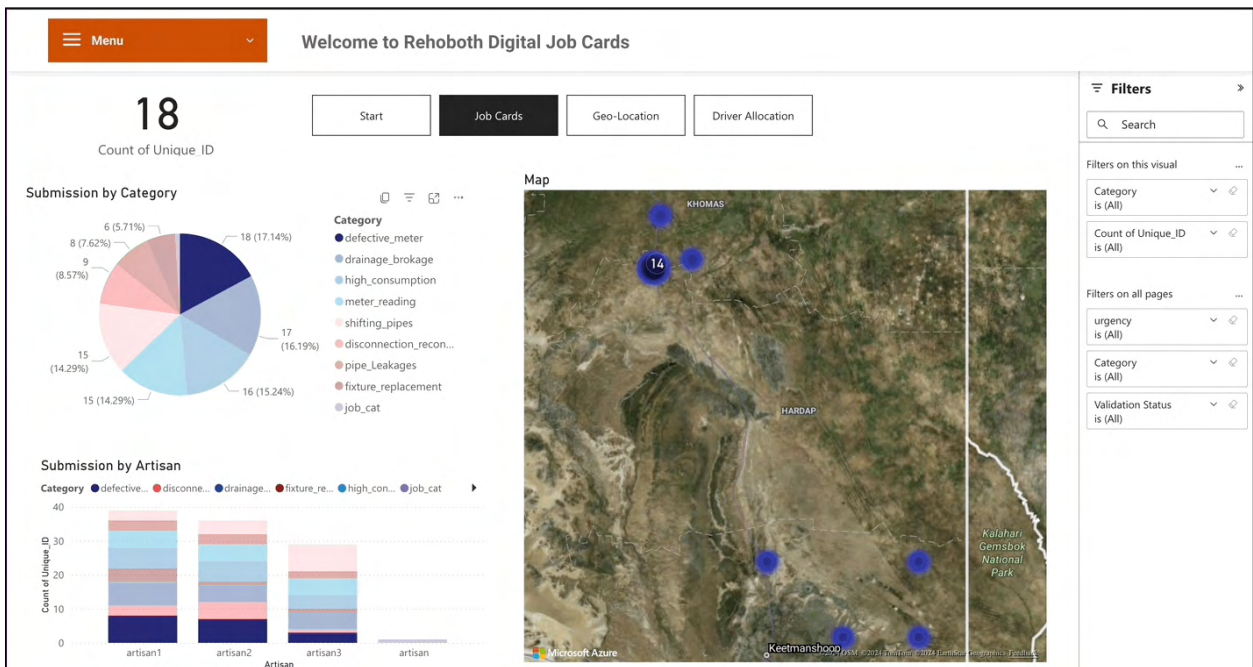 Menu
Welcome to Rehoboth Digital Job Cards
18
Count of Unique_ID
Start
Job Cards
Geo-Location
Driver Allocation
Submission by Category
6 (5.71%)
8 (7.62%)
9
(8.57%)
15
(14.29%)
15 (14.29%)
16 (15.24%)
17
(16.19%)
18 (17.14%)
Category
defective_meter
drainage_brokage
high_consumption
meter_reading
shifting_pipes
disconnection_recon...
pipe_Leakages
fixture_replacement
job_cat
Submission by Artisan
Category defective... disconne... drainage... fixture_re... high_con... job_cat
Count of Unique_ID
40
30
20
10
0
artisan1 artisan2 artisan3 artisan
Artisan
Map
KHOMAS
14
HARDAP
Kalahari
Gemsbok
National
Park
Keetmanshoop
Microsoft Azure
©2024 TomTom ©2024 EarthStar Geographics Feedback
Filters
Search
Filters on this visual ...
Category
is (All)
Count of Unique_ID
is (All)
Filters on all pages ...
urgency
is (All)
Category
is (All)
Validation Status
is (All)